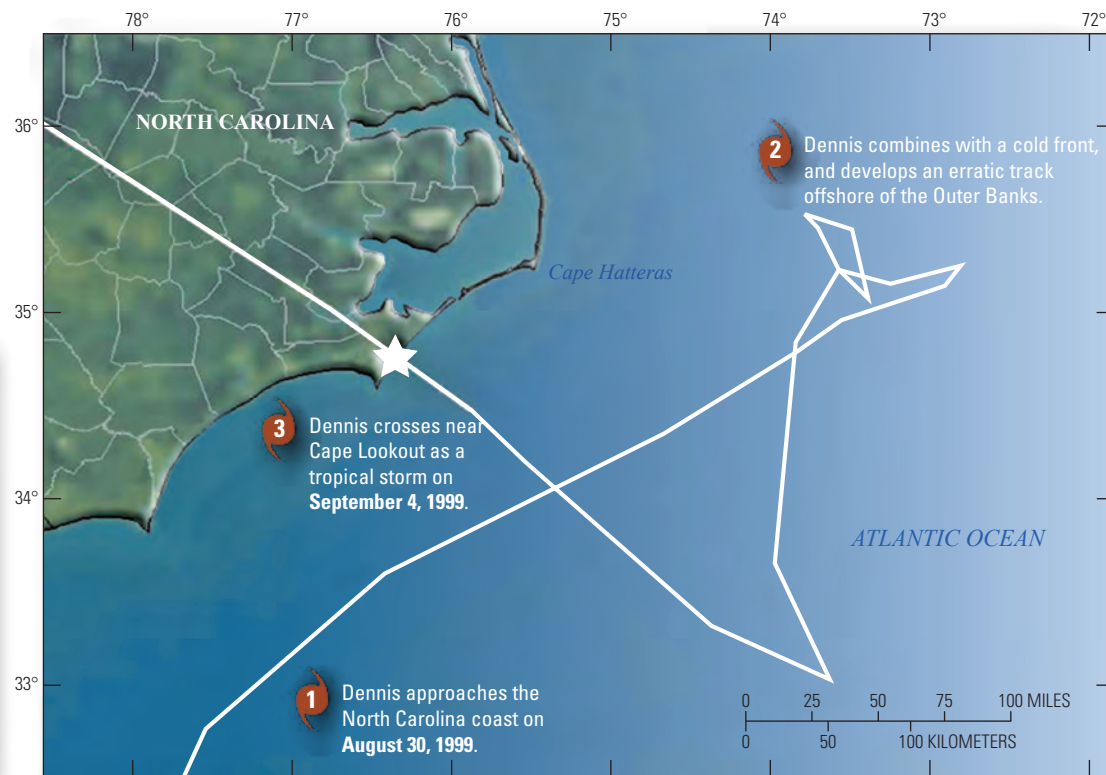 78°
77°
76°
75°
74°
73°
72°
36°
35°
34°
33°
NORTH CAROLINA
2
Dennis combines with a cold front,
and develops an erratic track
offshore of the Outer Banks.
Cape Hatteras
3
Dennis crosses near
Cape Lookout as a
tropical storm on
September 4, 1999.
ATLANTIC OCEAN
1
Dennis approaches the
North Carolina coast on
August 30, 1999.
0 25 50 75 100 MILES
0 50 100 KILOMETERS